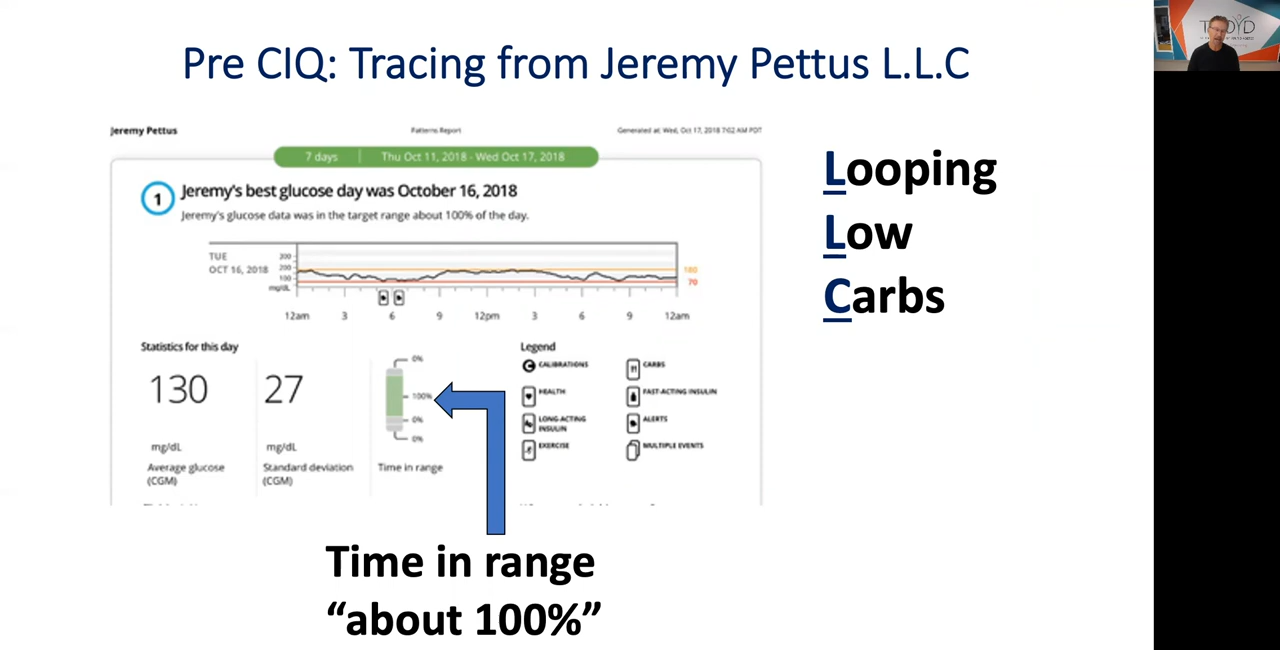 Pre CIQ: Tracing from Jeremy Pettus L.L.C
Jeremy Pettus
Patterns Report
Generated at: Wed, Oct 17, 2018 7:02 AM PDT
7 days | Thu Oct 11, 2018 - Wed Oct 17, 2018
1
Jeremy's best glucose day was October 16, 2018
Jeremy's glucose data was in the target range about 100% of the day.
TUE
OCT 16, 2018
300
200
100
mg/dL
180
70
12am 3 6 9 12pm 3 6 9 12am
Statistics for this day
130
mg/dL
Average glucose
(CGM)
27
mg/dL
Standard deviation
(CGM)
0%
100%
0%
0%
Time in range
Legend
CALIBRATIONS
HEALTH
LONG-ACTING
INSULIN
EXERCISE
CARBS
FAST-ACTING INSULIN
ALERTS
MULTIPLE EVENTS
Looping
Low
Carbs
Time in range
“about 100%”